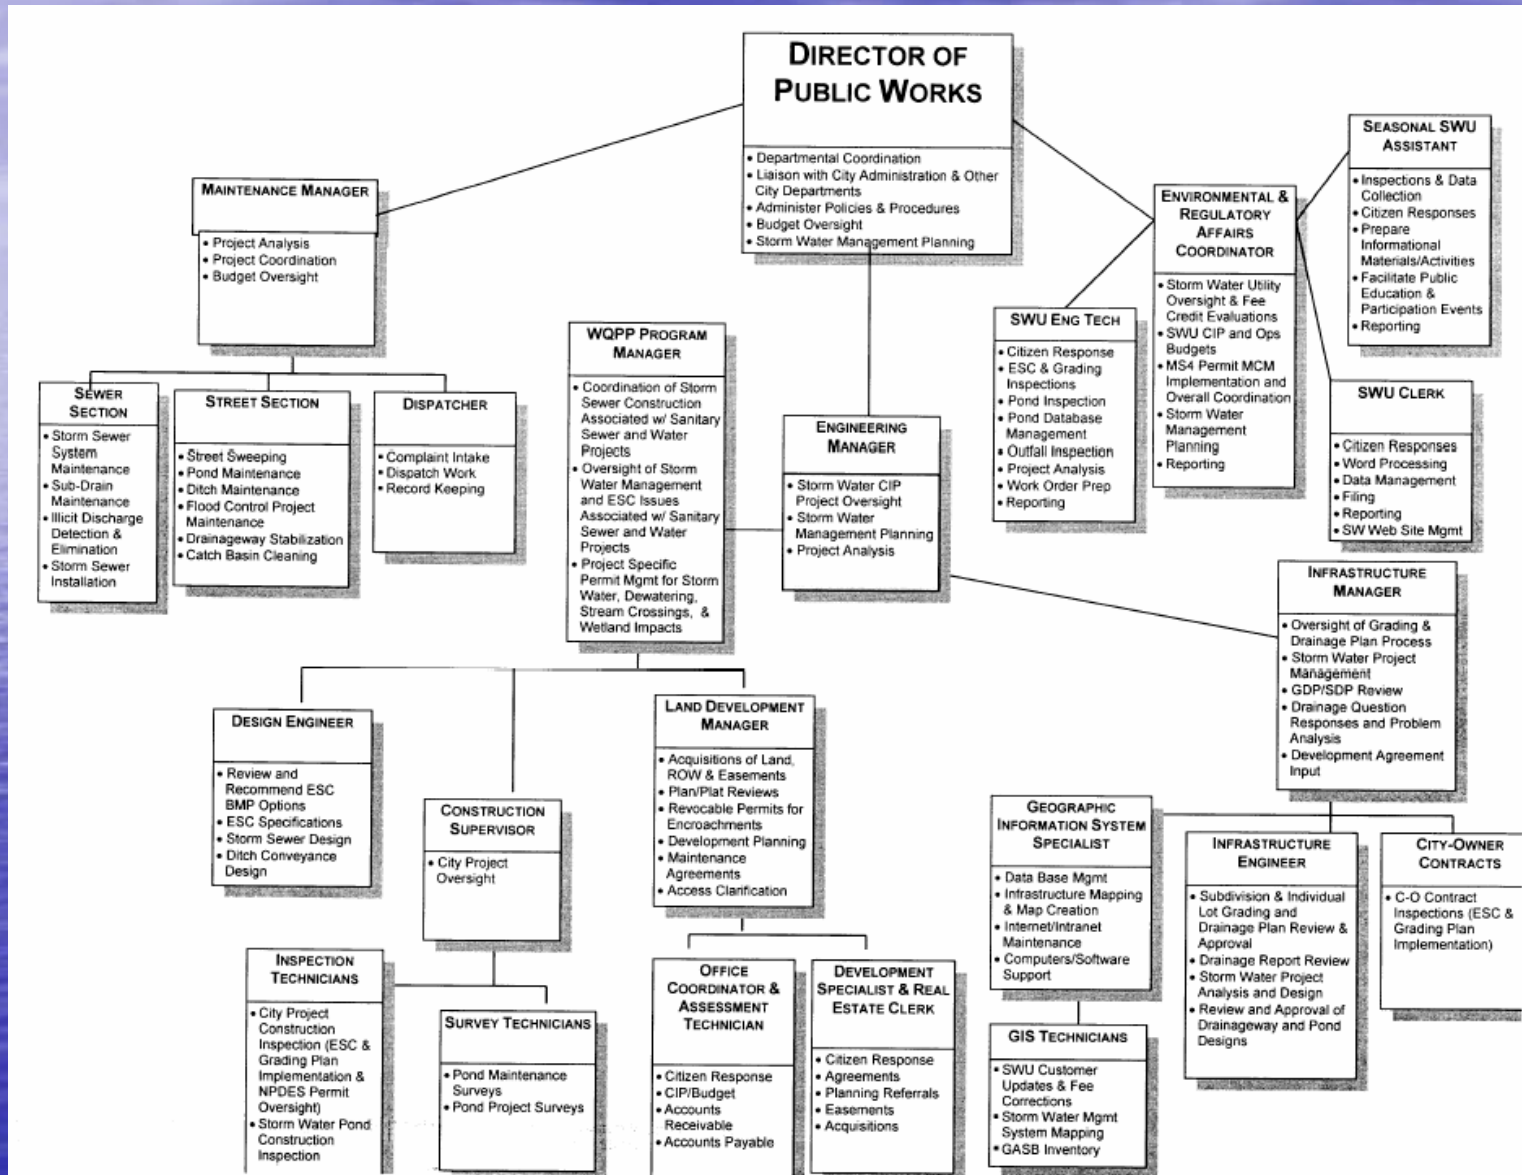 DIRECTOR OF
PUBLIC WORKS
• Departmental Coordination
• Liaison with City Administration & Other
City Departments
• Administer Policies & Procedures
• Budget Oversight
• Storm Water Management Planning
MAINTENANCE MANAGER
• Project Analysis
• Project Coordination
• Budget Oversight
SEWER
SECTION
• Storm Sewer
System
Maintenance
• Sub-Drain
Maintenance
• Illicit Discharge
Detection &
Elimination
• Storm Sewer
Installation
STREET SECTION
• Street Sweeping
• Pond Maintenance
• Ditch Maintenance
• Flood Control Project
Maintenance
• Drainageway Stabilization
• Catch Basin Cleaning
DISPATCHER
• Complaint Intake
• Dispatch Work
• Record Keeping
WQPP PROGRAM
MANAGER
• Coordination of Storm
Sewer Construction
Associated w/ Sanitary
Sewer and Water
Projects
• Oversight of Storm
Water Management
and ESC Issues
Associated w/ Sanitary
Sewer and Water
Projects
• Project Specific
Permit Mgmt for Storm
Water, Dewatering,
Stream Crossings, &
Wetland Impacts
ENGINEERING
MANAGER
• Storm Water CIP
Project Oversight
• Storm Water
Management Planning
• Project Analysis
SWU ENG TECH
• Citizen Response
• ESC & Grading
Inspections
• Pond Inspection
• Pond Database
Management
• Outfall Inspection
• Project Analysis
• Work Order Prep
• Reporting
ENVIRONMENTAL &
REGULATORY
AFFAIRS
COORDINATOR
• Storm Water Utility
Oversight & Fee
Credit Evaluations
• SWU CIP and Ops
Budgets
• MS4 Permit MCM
Implementation and
Overall Coordination
• Storm Water
Management
Planning
• Reporting
SEASONAL SWU
ASSISTANT
• Inspections & Data
Collection
• Citizen Responses
• Prepare
Informational
Materials/Activities
• Facilitate Public
Education &
Participation Events
• Reporting
SWU CLERK
• Citizen Responses
• Word Processing
• Data Management
• Filing
• Reporting
• SW Web Site Mgmt
INFRASTRUCTURE
MANAGER
• Oversight of Grading &
Drainage Plan Process
• Storm Water Project
Management
• GDP/SDP Review
• Drainage Question
Responses and Problem
Analysis
• Development Agreement
Input
DESIGN ENGINEER
• Review and
Recommend ESC
BMP Options
• ESC Specifications
• Storm Sewer Design
• Ditch Conveyance
Design
CONSTRUCTION
SUPERVISOR
• City Project
Oversight
LAND DEVELOPMENT
MANAGER
• Acquisitions of Land,
ROW & Easements
• Plan/Plat Reviews
• Revocable Permits for
Encroachments
• Development Planning
• Maintenance
Agreements
• Access Clarification
GEOGRAPHIC
INFORMATION SYSTEM
SPECIALIST
• Data Base Mgmt
• Infrastructure Mapping
& Map Creation
• Internet/Intranet
Maintenance
• Computers/Software
Support
INFRASTRUCTURE
ENGINEER
• Subdivision & Individual
Lot Grading and
Drainage Plan Review &
Approval
• Drainage Report Review
• Storm Water Project
Analysis and Design
• Review and Approval of
Drainageway and Pond
Designs
CITY-OWNER
CONTRACTS
• C-O Contract
Inspections (ESC &
Grading Plan
Implementation)
INSPECTION
TECHNICIANS
• City Project
Construction
Inspection (ESC &
Grading Plan
Implementation &
NPDES Permit
Oversight)
• Storm Water Pond
Construction
Inspection
SURVEY TECHNICIANS
• Pond Maintenance
Surveys
• Pond Project Surveys
OFFICE
COORDINATOR &
ASSESSMENT
TECHNICIAN
• Citizen Response
• CIP/Budget
• Accounts
Receivable
• Accounts Payable
DEVELOPMENT
SPECIALIST & REAL
ESTATE CLERK
• Citizen Response
• Agreements
• Planning Referrals
• Easements
• Acquisitions
GIS TECHNICIANS
• SWU Customer
Updates & Fee
Corrections
• Storm Water Mgmt
System Mapping
• GASB Inventory